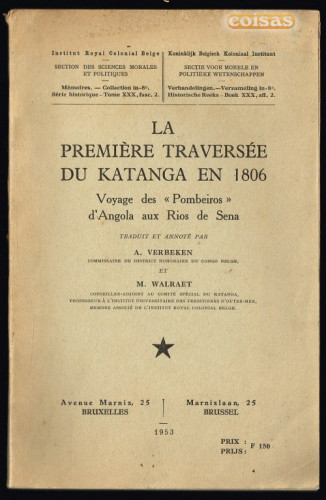 coisas
Institut Royal Colonial Belge
SECTION DES SCIENCES MORALES
ET POLITIQUES
Mémoires. — Collection in-8º.
Série historique - Tome XXX, fasc. 2.
Koninklijk Belgisch Koloniaal Instituut
SECTIE VOOR MORELE EN
POLITIEKE WETENSCHAPPEN
Verhandelingen. — Verzameling in-8º.
Historische Reeks - Boek XXX, afl. 2.
LA
PREMIÈRE TRAVERSÉE
DU KATANGA EN 1806
Voyage des « Pombeiros »
d'Angola aux Rios de Sena
TRADUIT ET ANNOTÉ PAR
A. VERBEKEN
COMMISSAIRE DE DISTRICT HONORAIRE DU CONGO BELGE,
ET
M. WALRAET
CONSEILLER-ADJOINT AU COMITÉ SPÉCIAL DU KATANGA,
PROFESSEUR À L'INSTITUT UNIVERSITAIRE DES TERRITOIRES D'OUTRE-MER,
MEMBRE ASSOCIÉ DE L'INSTITUT ROYAL COLONIAL BELGE.
Avenue Marnix, 25
BRUXELLES
Marnixlaan, 25
BRUSSEL
1953
PRIX :
PRIJS :
F 150